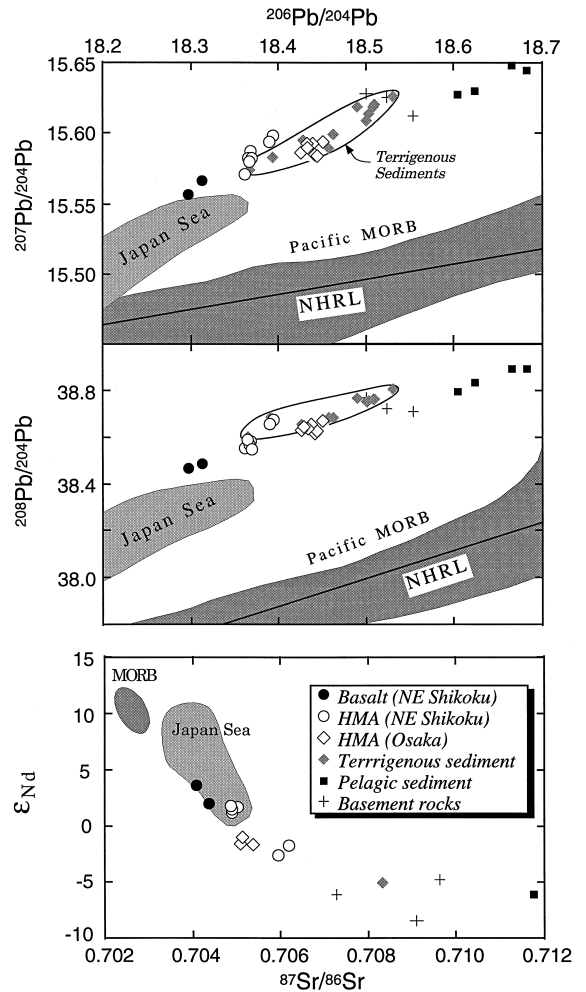 206Pb/204Pb
18.2 18.3 18.4 18.5 18.6 18.7
15.65
15.60
15.55
15.50
207Pb/204Pb
Terrigenous
Sediments
Japan Sea
Pacific MORB
NHRL
38.8
38.4
38.0
208Pb/204Pb
Japan Sea
Pacific MORB
NHRL
15
10
5
0
-5
-10
εNd
MORB
Japan Sea
Basalt (NE Shikoku)
HMA (NE Shikoku)
HMA (Osaka)
Terrrigenous sediment
Pelagic sediment
Basement rocks
0.702 0.704 0.706 0.708 0.710 0.712
87Sr/86Sr